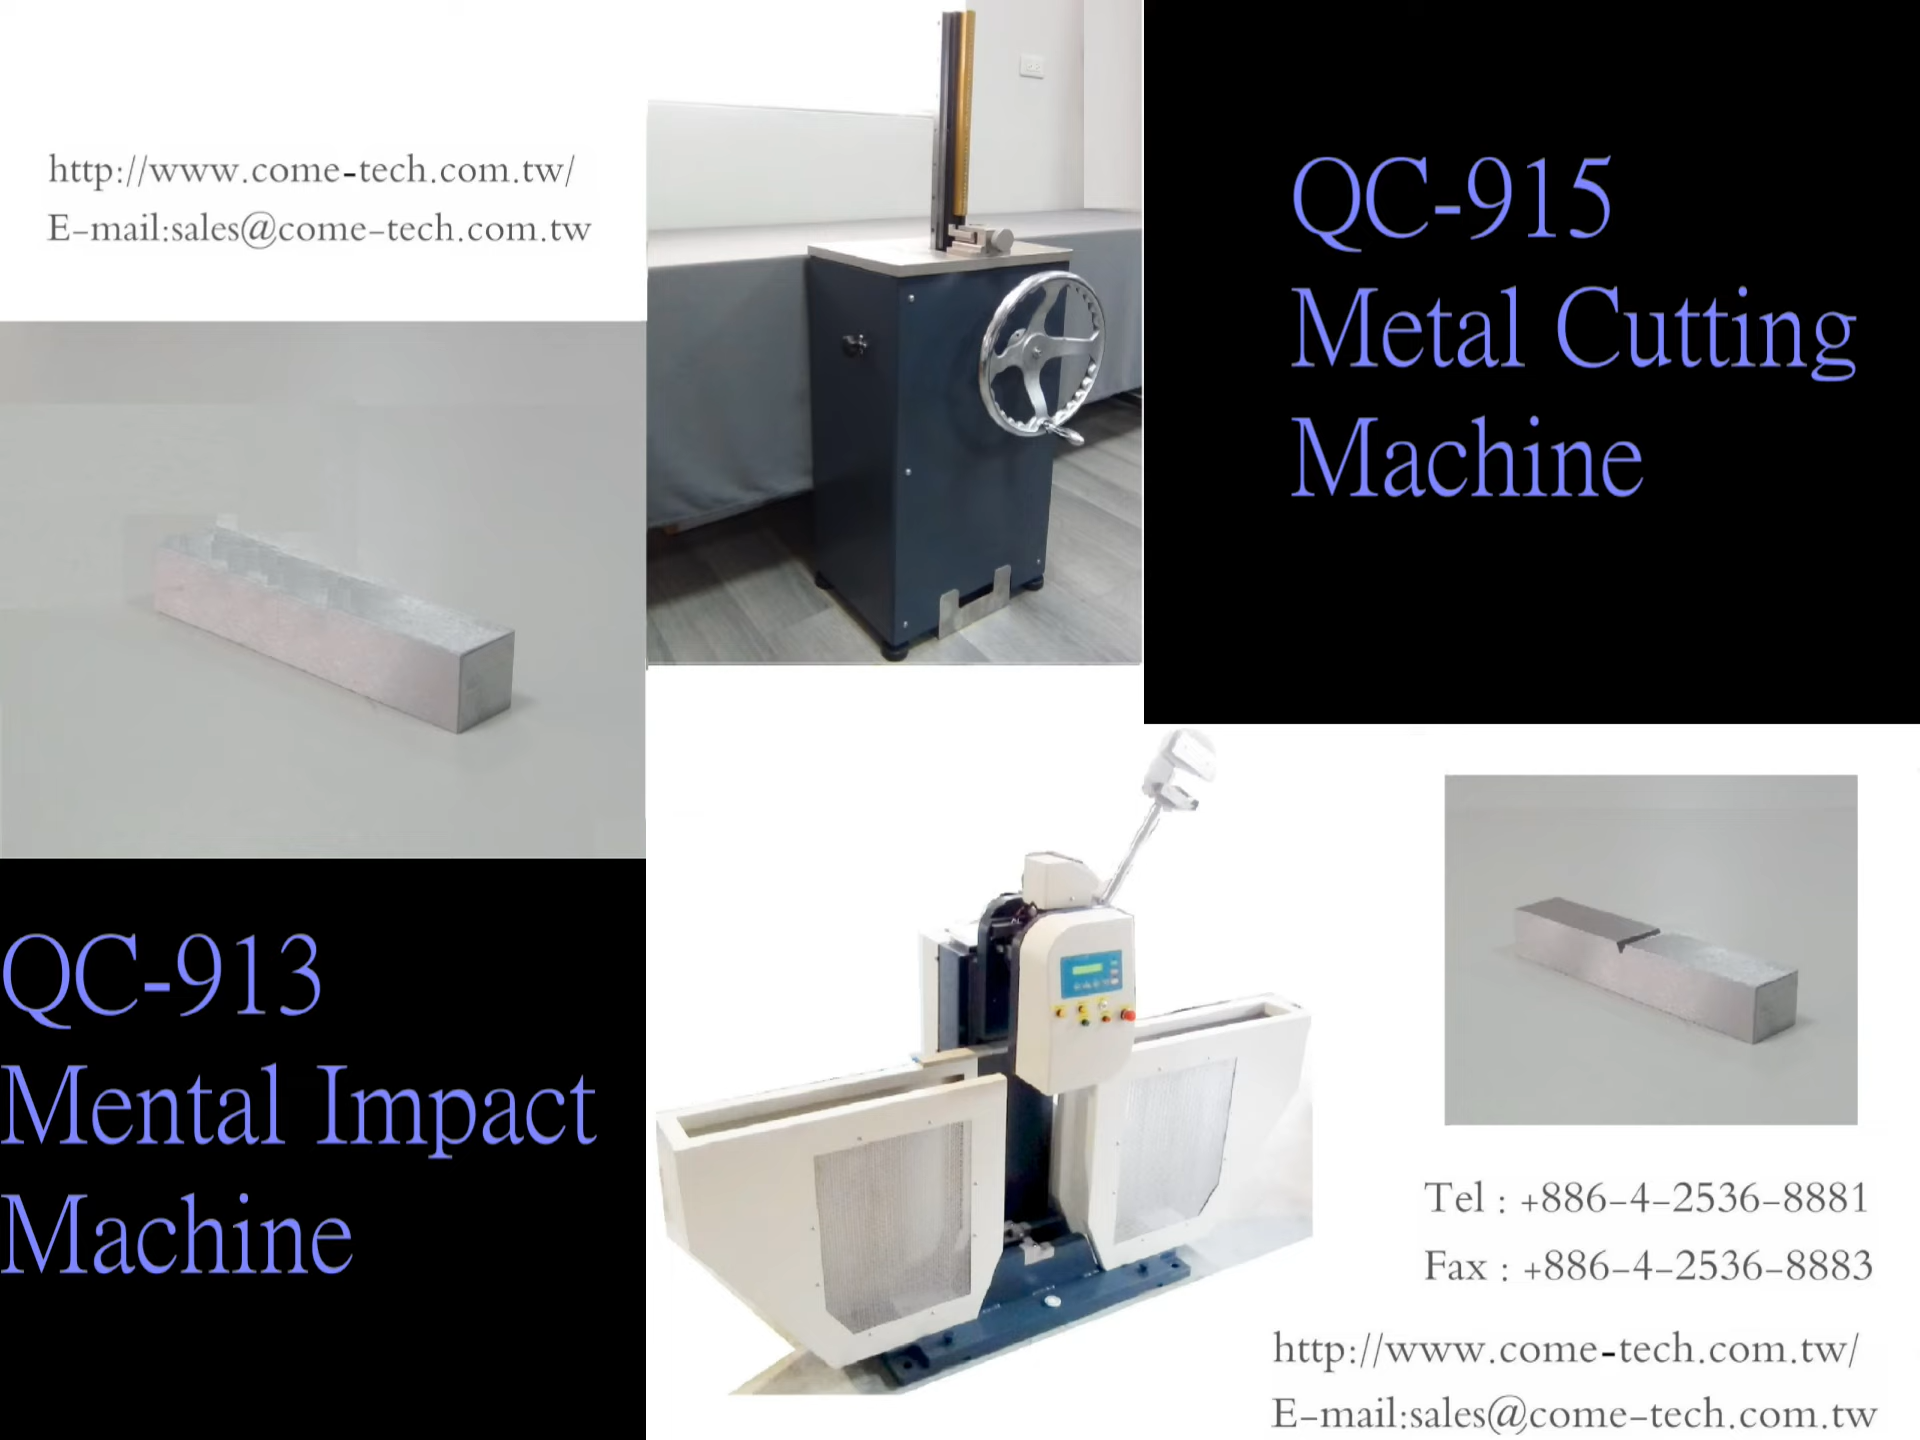 http://www.come-tech.com.tw/
E-mail:sales@come-tech.com.tw
QC-915
Metal Cutting
Machine
QC-913
Mental Impact
Machine
Tel : +886-4-2536-8881
Fax : +886-4-2536-8883
http://www.come-tech.com.tw/
E-mail:sales@come-tech.com.tw